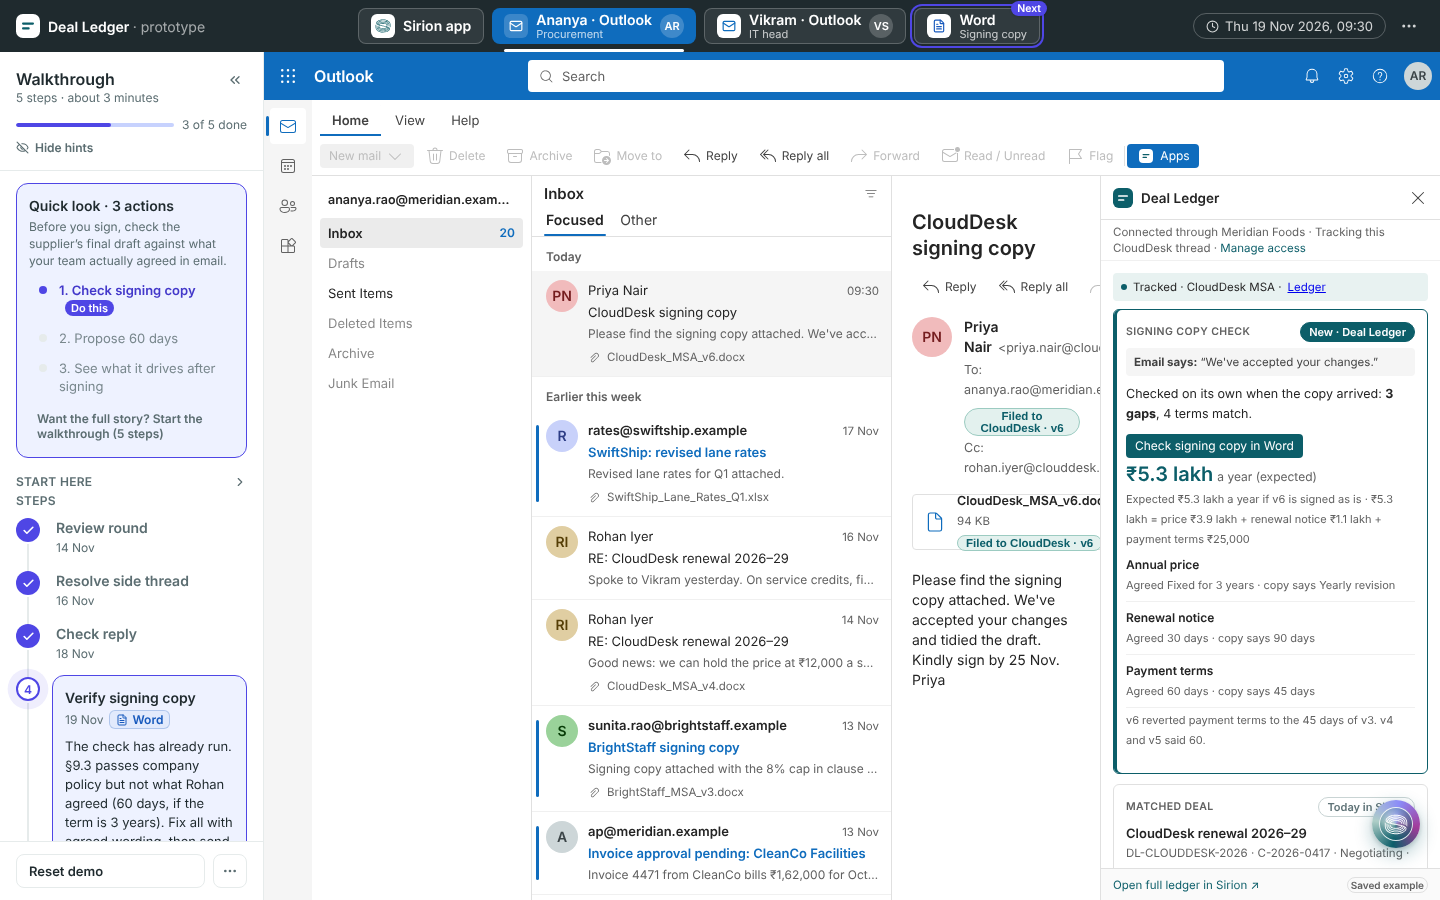 Deal Ledger · prototype
Sirion app
Ananya · Outlook
Procurement
AR
Vikram · Outlook
IT head
VS
Word
Signing copy
Next
Thu 19 Nov 2026, 09:30
Walkthrough
5 steps · about 3 minutes
3 of 5 done
Hide hints
Quick look · 3 actions
Before you sign, check the
supplier's final draft against what
your team actually agreed in email.
1. Check signing copy
Do this
2. Propose 60 days
3. See what it drives after
signing
Want the full story? Start the
walkthrough (5 steps)
START HERE
STEPS
Review round
14 Nov
Resolve side thread
16 Nov
Check reply
18 Nov
4
Verify signing copy
19 Nov
Word
The check has already run.
§9.3 passes company
policy but not what Rohan
agreed (60 days, if the
term is 3 years). Fix all with
agreed wording, then send
Reset demo
Outlook
Search
AR
Home
View
Help
New mail
Delete
Archive
Move to
Reply
Reply all
Forward
Read / Unread
Flag
Apps
ananya.rao@meridian.exam...
Inbox
20
Drafts
Sent Items
Deleted Items
Archive
Junk Email
Inbox
Focused
Other
Today
PN
Priya Nair
09:30
CloudDesk signing copy
Please find the signing copy attached. We've acc...
CloudDesk_MSA_v6.docx
Earlier this week
R
rates@swiftship.example
17 Nov
SwiftShip: revised lane rates
Revised lane rates for Q1 attached.
SwiftShip_Lane_Rates_Q1.xlsx
RI
Rohan Iyer
16 Nov
RE: CloudDesk renewal 2026–29
Spoke to Vikram yesterday. On service credits, fi...
RI
Rohan Iyer
14 Nov
RE: CloudDesk renewal 2026–29
Good news: we can hold the price at ₹12,000 a s...
CloudDesk_MSA_v4.docx
S
sunita.rao@brightstaff.example
13 Nov
BrightStaff signing copy
Signing copy attached with the 8% cap in clause ...
BrightStaff_MSA_v3.docx
A
ap@meridian.example
13 Nov
Invoice approval pending: CleanCo Facilities
Invoice 4471 from CleanCo bills ₹1,62,000 for Oct...
CloudDesk
signing copy
Reply
Reply all
PN
Priya
Nair <priya.nair@clou
To:
ananya.rao@meridian.e
Filed to
CloudDesk · v6
Cc:
rohan.iyer@clouddesk.
CloudDesk_MSA_v6.doc
94 KB
Filed to CloudDesk · v6
Please find the signing
copy attached. We've
accepted your changes
and tidied the draft.
Kindly sign by 25 Nov.
Priya
Deal Ledger
Connected through Meridian Foods · Tracking this
CloudDesk thread · Manage access
Tracked · CloudDesk MSA · Ledger
SIGNING COPY CHECK
New · Deal Ledger
Email says: "We've accepted your changes."
Checked on its own when the copy arrived: 3
gaps, 4 terms match.
Check signing copy in Word
₹5.3 lakh a year (expected)
Expected ₹5.3 lakh a year if v6 is signed as is · ₹5.3
lakh = price ₹3.9 lakh + renewal notice ₹1.1 lakh +
payment terms ₹25,000
Annual price
Agreed Fixed for 3 years · copy says Yearly revision
Renewal notice
Agreed 30 days · copy says 90 days
Payment terms
Agreed 60 days · copy says 45 days
v6 reverted payment terms to the 45 days of v3. v4
and v5 said 60.
MATCHED DEAL
Today in
CloudDesk renewal 2026–29
DL-CLOUDDESK-2026 · C-2026-0417 · Negotiating ·
Open full ledger in Sirion ↗
Saved example